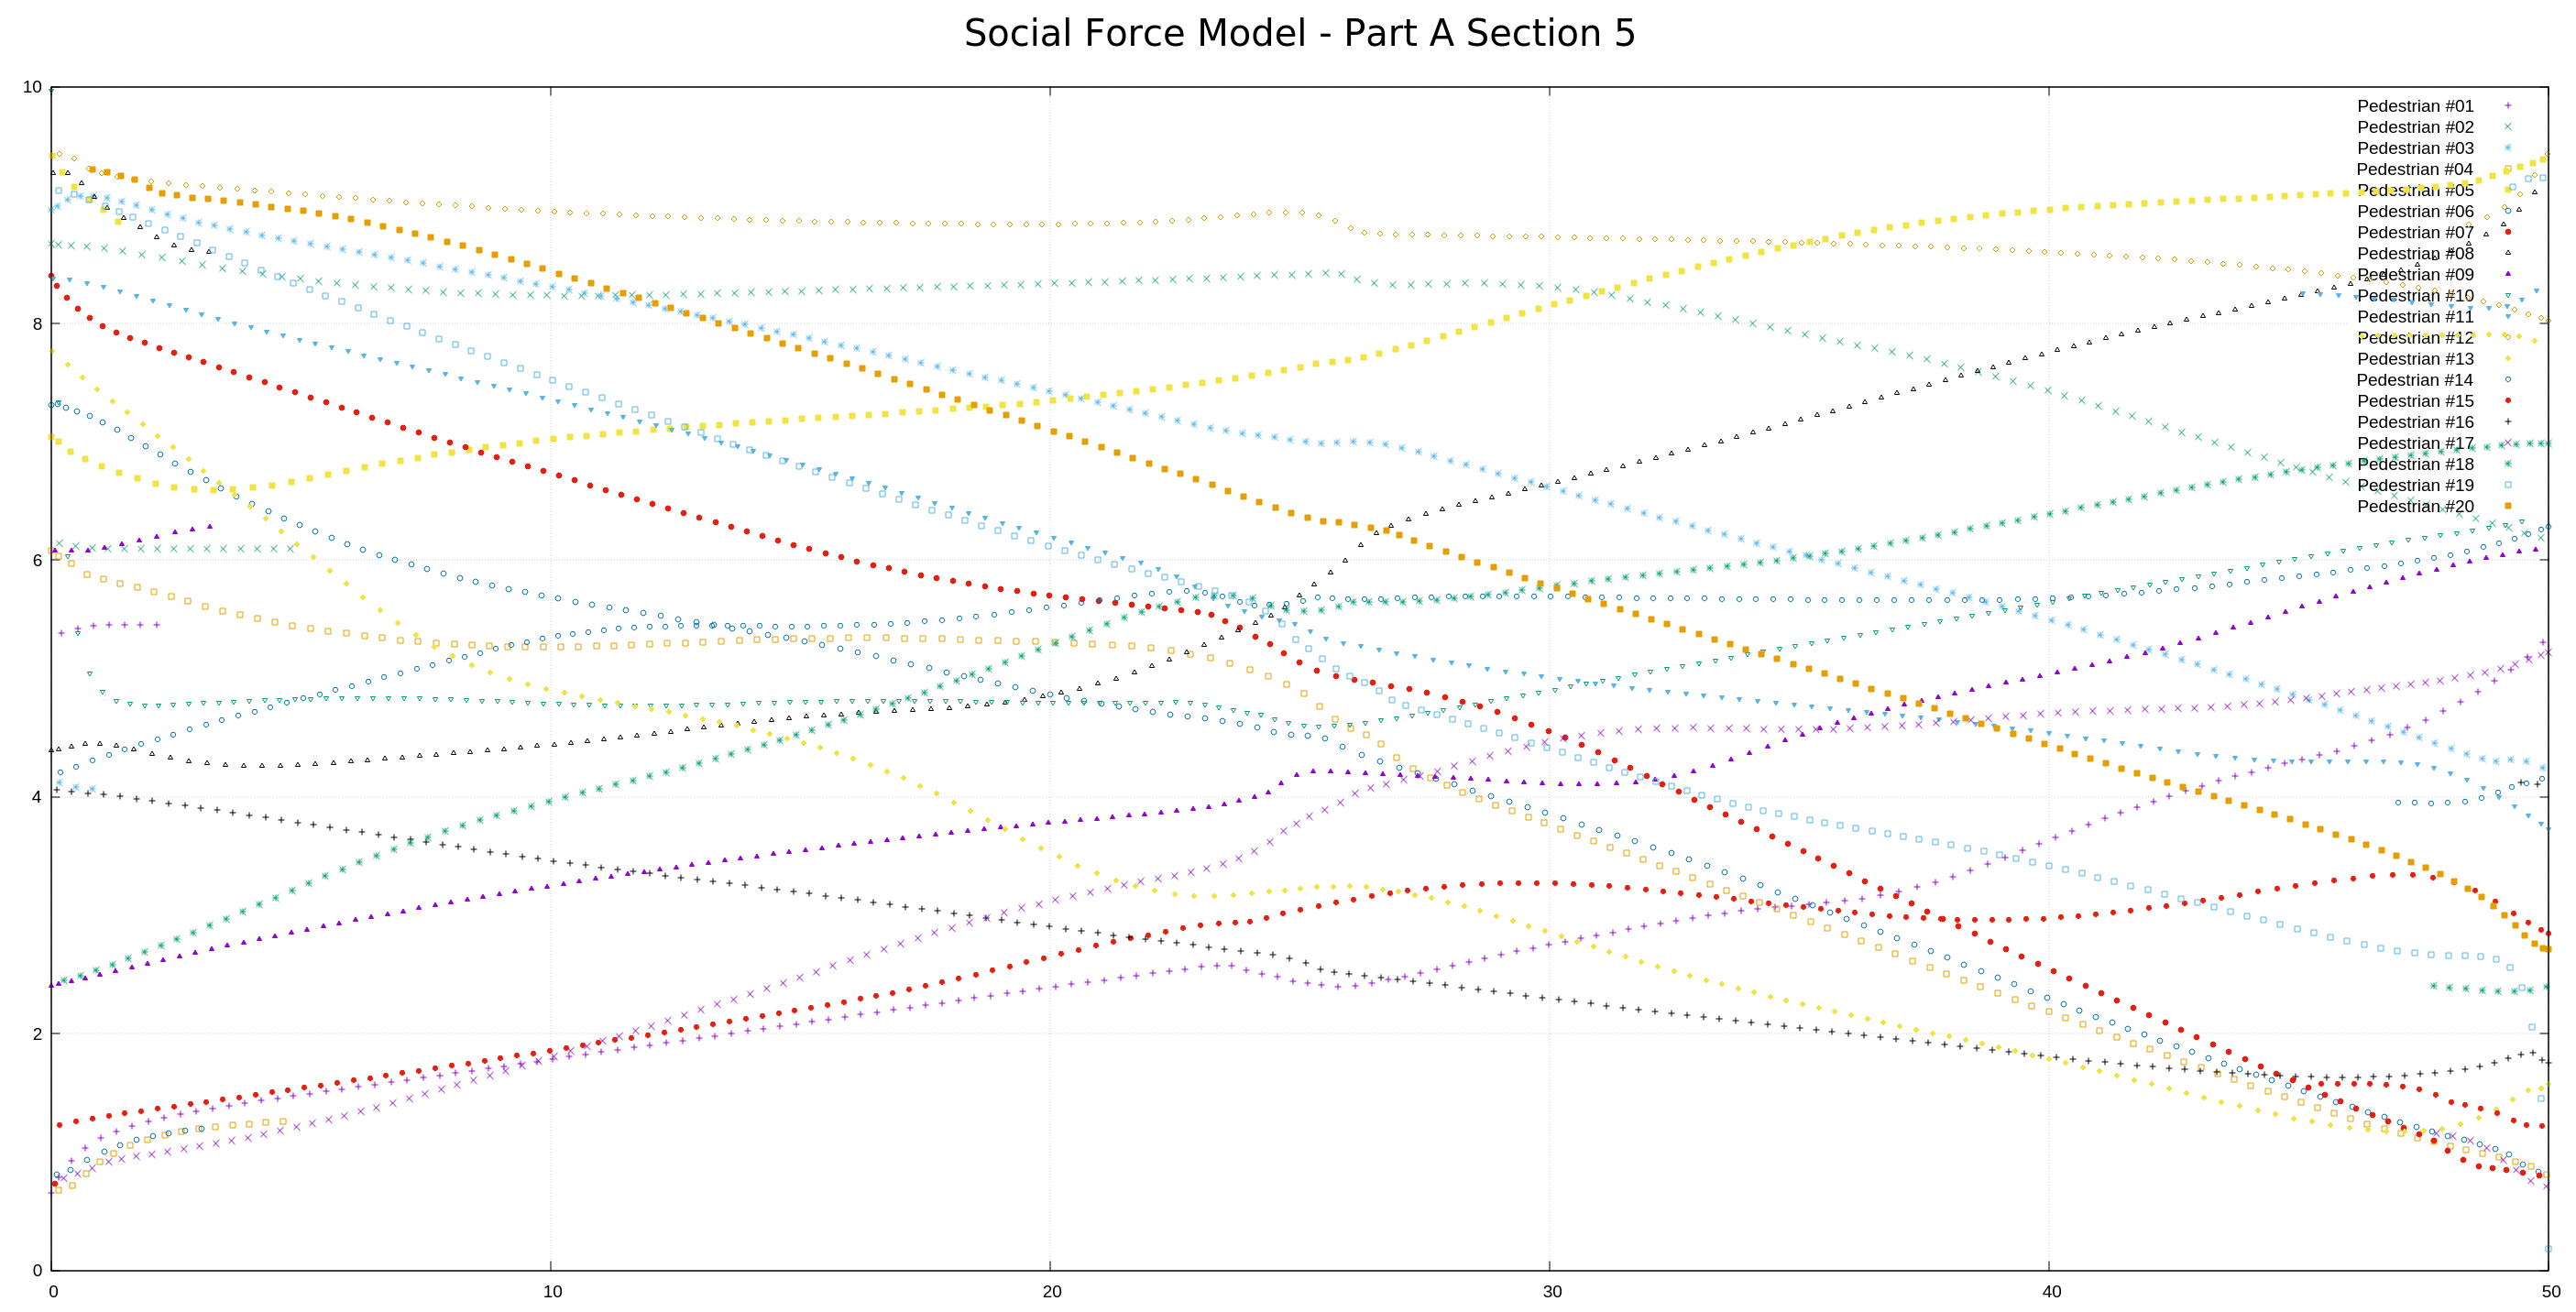 Social Force Model - Part A Section 5
10
8
6
4
2
0
0 10 20 30 40 50
Pedestrian #01
Pedestrian #02
Pedestrian #03
Pedestrian #04
Pedestrian #05
Pedestrian #06
Pedestrian #07
Pedestrian #08
Pedestrian #09
Pedestrian #10
Pedestrian #11
Pedestrian #12
Pedestrian #13
Pedestrian #14
Pedestrian #15
Pedestrian #16
Pedestrian #17
Pedestrian #18
Pedestrian #19
Pedestrian #20